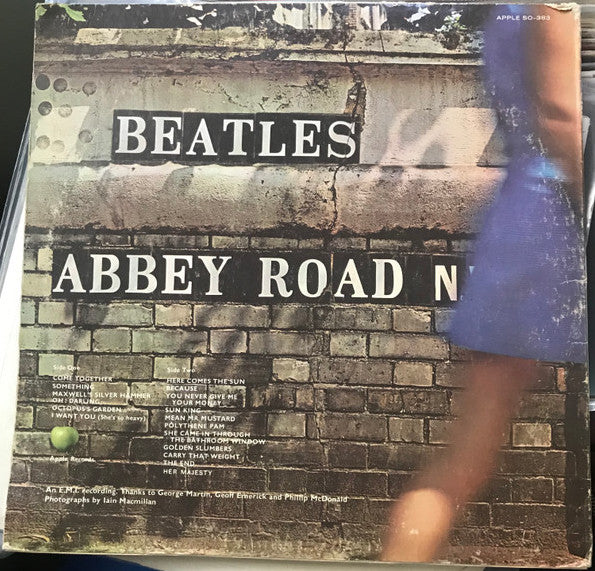 APPLE SO-383
BEATLES
ABBEY ROAD N
Side One
COME TOGETHER
SOMETHING
MAXWELL'S SILVER HAMMER
OH! DARLING
OCTOPUS'S GARDEN
I WANT YOU (She's so heavy)
Apple Records
Side Two
HERE COMES THE SUN
BECAUSE
YOU NEVER GIVE ME
YOUR MONEY
SUN KING
MEAN MR MUSTARD
POLYTHENE PAM
SHE CAME IN THROUGH
THE BATHROOM WINDOW
GOLDEN SLUMBERS
CARRY THAT WEIGHT
THE END
HER MAJESTY
An E.M.I. recording. Thanks to George Martin, Geoff Emerick and Phillip McDonald
Photographs by Iain Macmillan